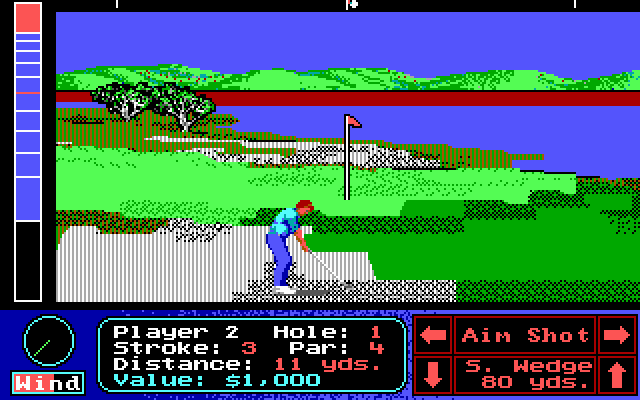 Player 2 Hole: 1
Stroke: 3 Par: 4
Distance: 11 yds.
Value: $1,000
Wind
Aim Shot
S. Wedge
80 yds.